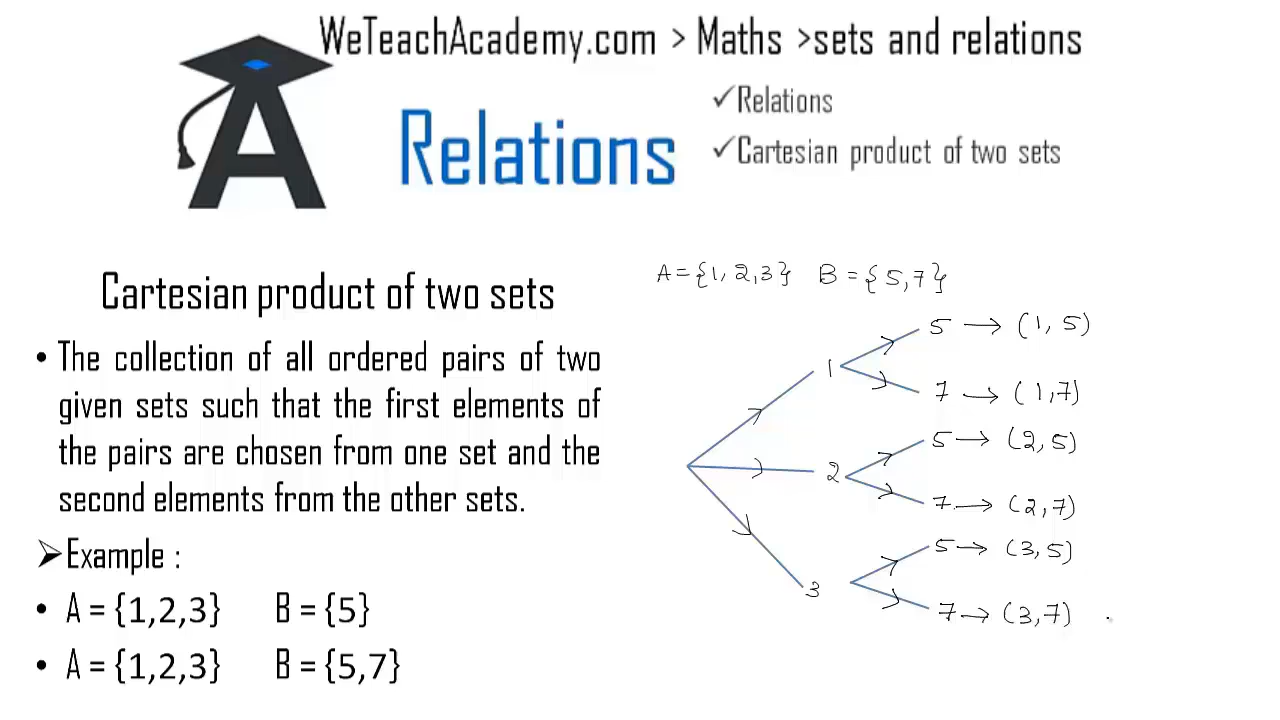 WeTeachAcademy.com > Maths >sets and relations
Relations
✓Relations
✓Cartesian product of two sets
Cartesian product of two sets
• The collection of all ordered pairs of two
given sets such that the first elements of
the pairs are chosen from one set and the
second elements from the other sets.
➢Example :
• A = {1,2,3} B = {5}
• A = {1,2,3} B = {5,7}
A = {1, 2, 3} B = {5, 7}
1
5 → (1, 5)
7 → (1, 7)
2
5 → (2, 5)
7 → (2, 7)
3
5 → (3, 5)
7 → (3, 7)